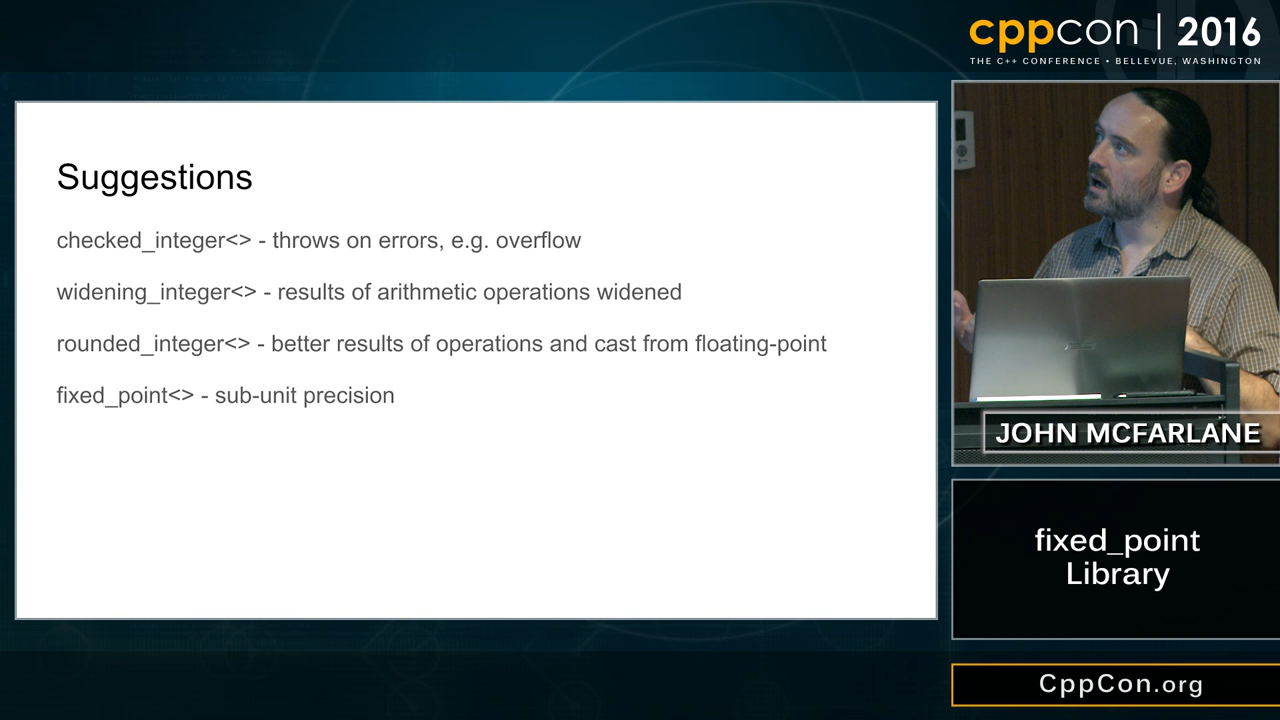 cppcon | 2016
THE C++ CONFERENCE • BELLEVUE, WASHINGTON
Suggestions
checked_integer<> - throws on errors, e.g. overflow
widening_integer<> - results of arithmetic operations widened
rounded_integer<> - better results of operations and cast from floating-point
fixed_point<> - sub-unit precision
JOHN MCFARLANE
fixed_point
Library
CppCon.org